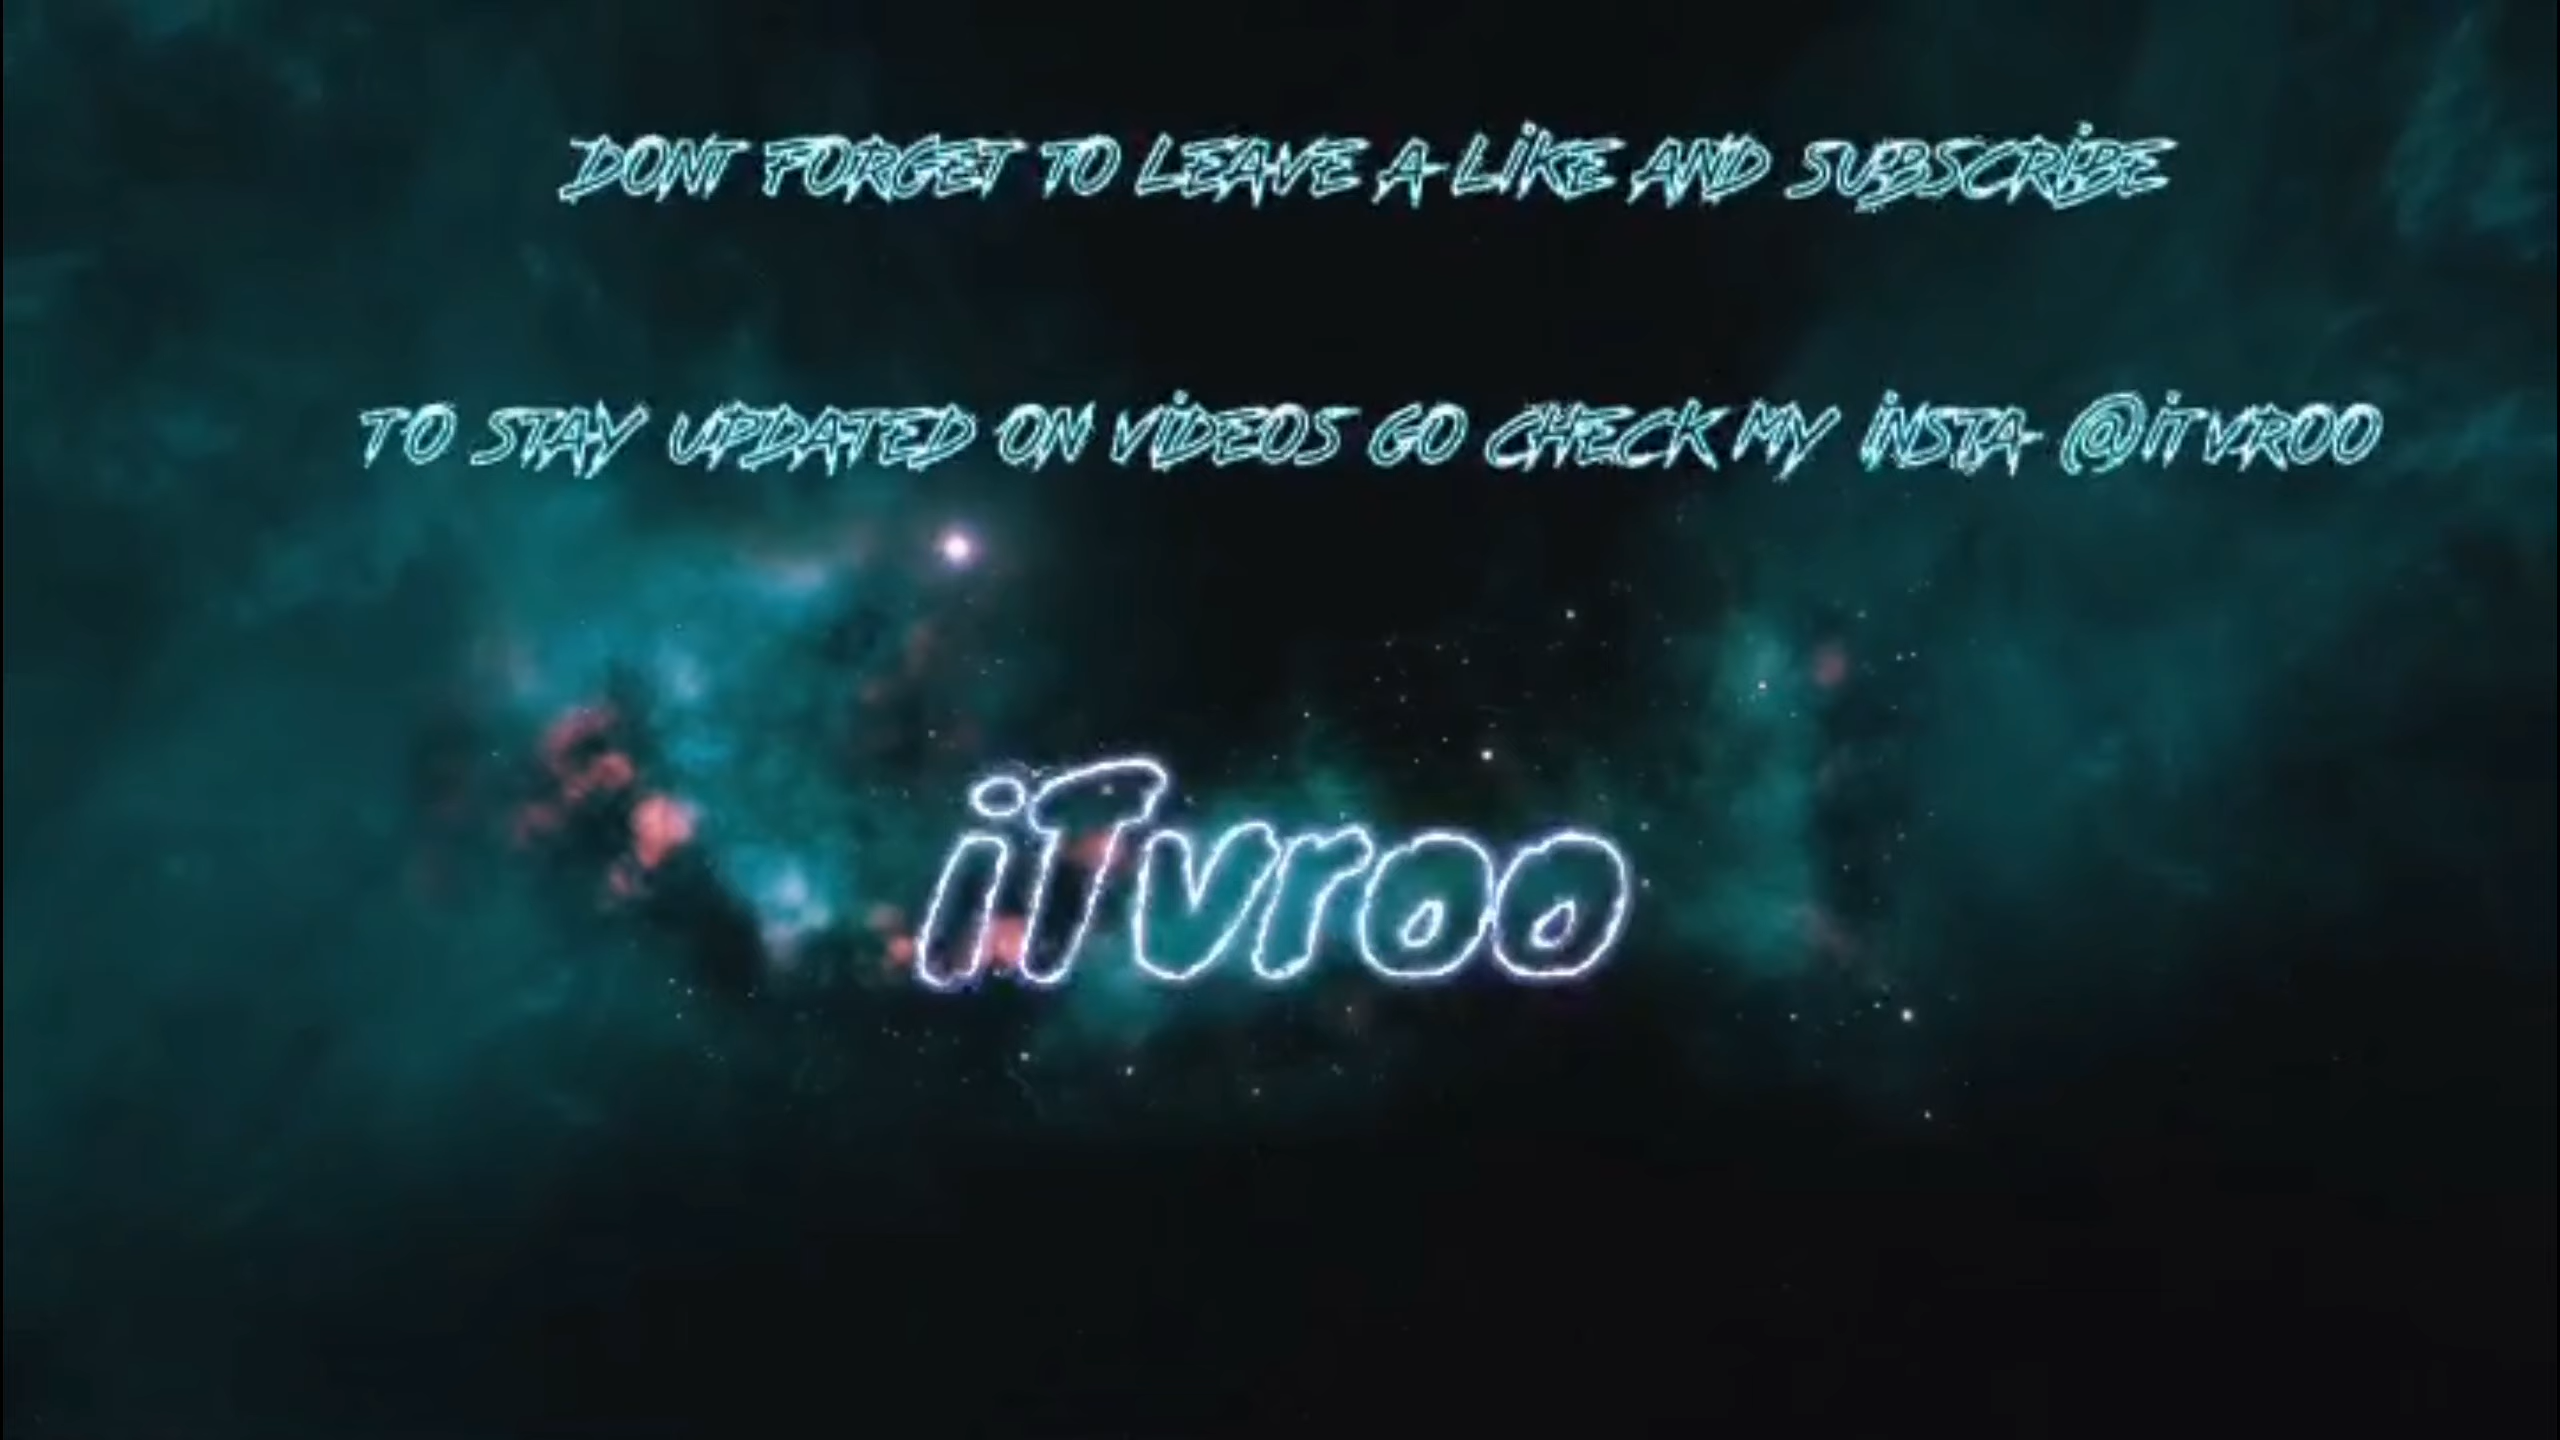 DONT FORGET TO LEAVE A LiKE AND SUBSCRiBE
TO STAY UPDATED ON ViDEOS GO CHECK MY iNSTA- @iTVROO
iTvroo